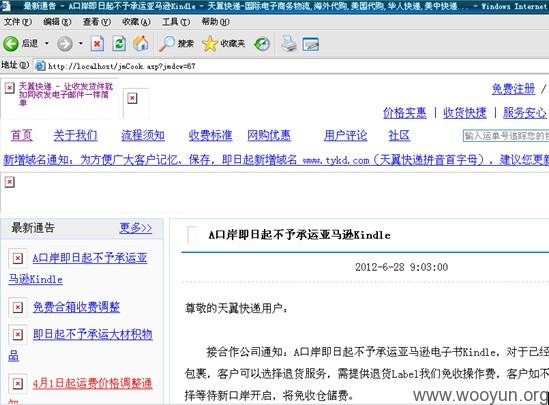 最新通告 - A口岸即日起不予承运亚马逊Kindle - 天翼快递-国际电子商务物流,海外代购,美国代购,华人快递,美中快递... - Windows Internet
文件(F) 编辑(E) 查看(V) 收藏(A) 工具(T) 帮助(H)
后退 搜索 收藏夹
地址(D) http://localhost/jmCook.asp?jmdcw=67
天翼快递 - 让收发货件就如同收发电子邮件一样简单
免费注册 /
价格实惠 | 收货快捷 | 服务安心
首页 关于我们 流程须知 收费标准 网购优惠 用户评论 社区 输入运单号追踪您的
新增域名通知: 为方便广大客户记忆、保存, 即日起新增域名 www.tykd.com (天翼快递拼音首字母), 建议您更新
最新通告 更多>>
A口岸即日起不予承运亚马逊Kindle
免费合箱收费调整
即日起不予承运大材积物品
4月1日起运费价格调整通知
A口岸即日起不予承运亚马逊Kindle
2012-6-28 9:03:00
尊敬的天翼快递用户:
接合作公司通知: A口岸即日起不予承运亚马逊电子书Kindle, 对于已经
包裹, 客户可以选择退货服务, 需提供退货Label我们免收操作费, 客户如不
择等待新口岸开启, 将免收仓储费。
www.wooyun.org